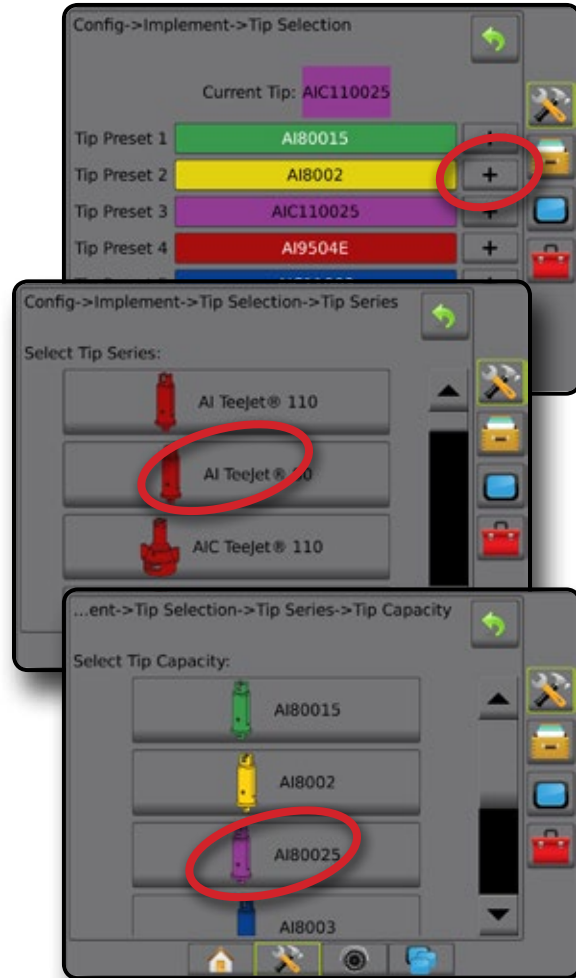 Config->Implement->Tip Selection
Current Tip: AIC110025
Tip Preset 1 AI80015 +
Tip Preset 2 AI8002 +
Tip Preset 3 AIC110025 +
Tip Preset 4 AI9504E +
Config->Implement->Tip Selection->Tip Series
Select Tip Series:
AI TeeJet® 110
AI TeeJet® 80
AIC TeeJet® 110
...ent->Tip Selection->Tip Series->Tip Capacity
Select Tip Capacity:
AI80015
AI8002
AI80025
AI8003